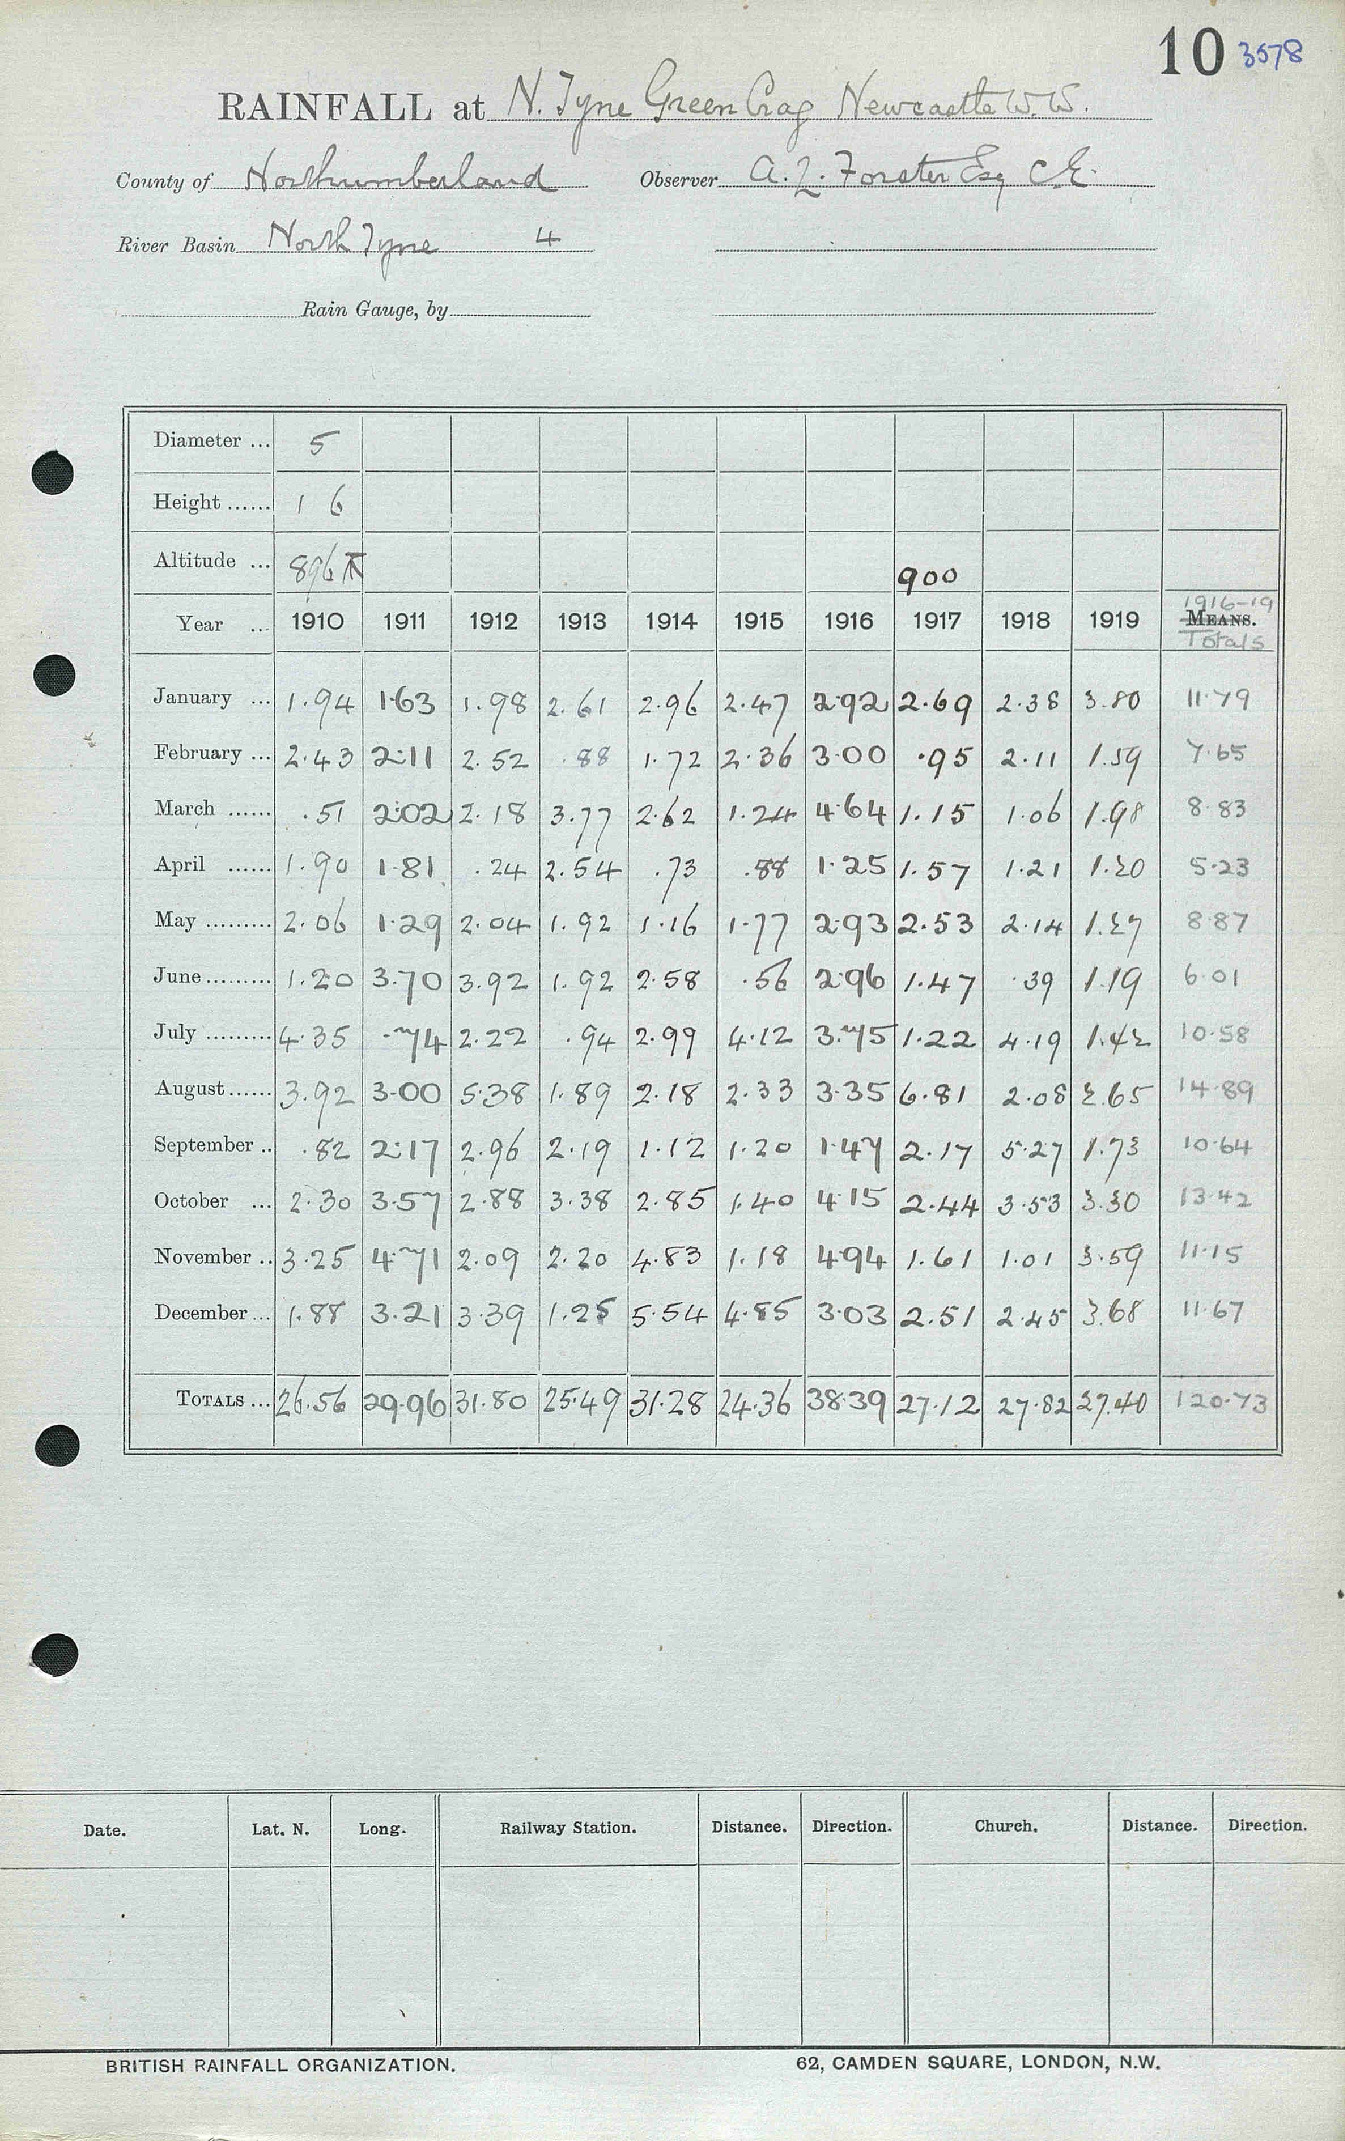 10 3578
RAINFALL at N. Tyne Green Crag Newcastle W.W.
County of Northumberland Observer A. L. Forster Esq C.E.
River Basin North Tyne 4
Rain Gauge, by
Diameter ... 5
Height ...... 1 6
Altitude ... 896 T 900
1916-19
Year ... 1910 1911 1912 1913 1914 1915 1916 1917 1918 1919 MEANS.
Totals
January ... 1.94 1.63 1.98 2.61 2.96 2.47 2.92 2.69 2.38 3.80 11.79
February ... 2.43 2.11 2.52 .88 1.72 2.36 3.00 .95 2.11 1.59 7.65
March ...... .51 2.02 2.18 3.77 2.62 1.24 4.64 1.15 1.06 1.98 8.83
April ...... 1.90 1.81 .24 2.54 .73 .88 1.25 1.57 1.21 1.20 5.23
May ......... 2.06 1.29 2.04 1.92 1.16 1.77 2.93 2.53 2.14 1.27 8.87
June ......... 1.20 3.70 3.92 1.92 2.58 .56 2.96 1.47 .39 1.19 6.01
July ......... 4.35 .74 2.22 .94 2.99 4.12 3.75 1.22 4.19 1.42 10.58
August ...... 3.92 3.00 5.38 1.89 2.18 2.33 3.35 6.81 2.08 2.65 14.89
September .. .82 2.17 2.96 2.19 1.12 1.20 1.47 2.17 5.27 1.73 10.64
October ... 2.30 3.57 2.88 3.38 2.85 1.40 4.15 2.44 3.53 3.30 13.42
November .. 3.25 4.71 2.09 2.20 4.83 1.18 4.94 1.61 1.01 3.59 11.15
December ... 1.88 3.21 3.39 1.25 5.54 4.85 3.03 2.51 2.45 3.68 11.67
TOTALS ... 26.56 29.96 31.80 25.49 31.28 24.36 38.39 27.12 27.82 27.40 120.73
Date. Lat. N. Long. Railway Station. Distance. Direction. Church. Distance. Direction.
BRITISH RAINFALL ORGANIZATION. 62, CAMDEN SQUARE, LONDON, N.W.